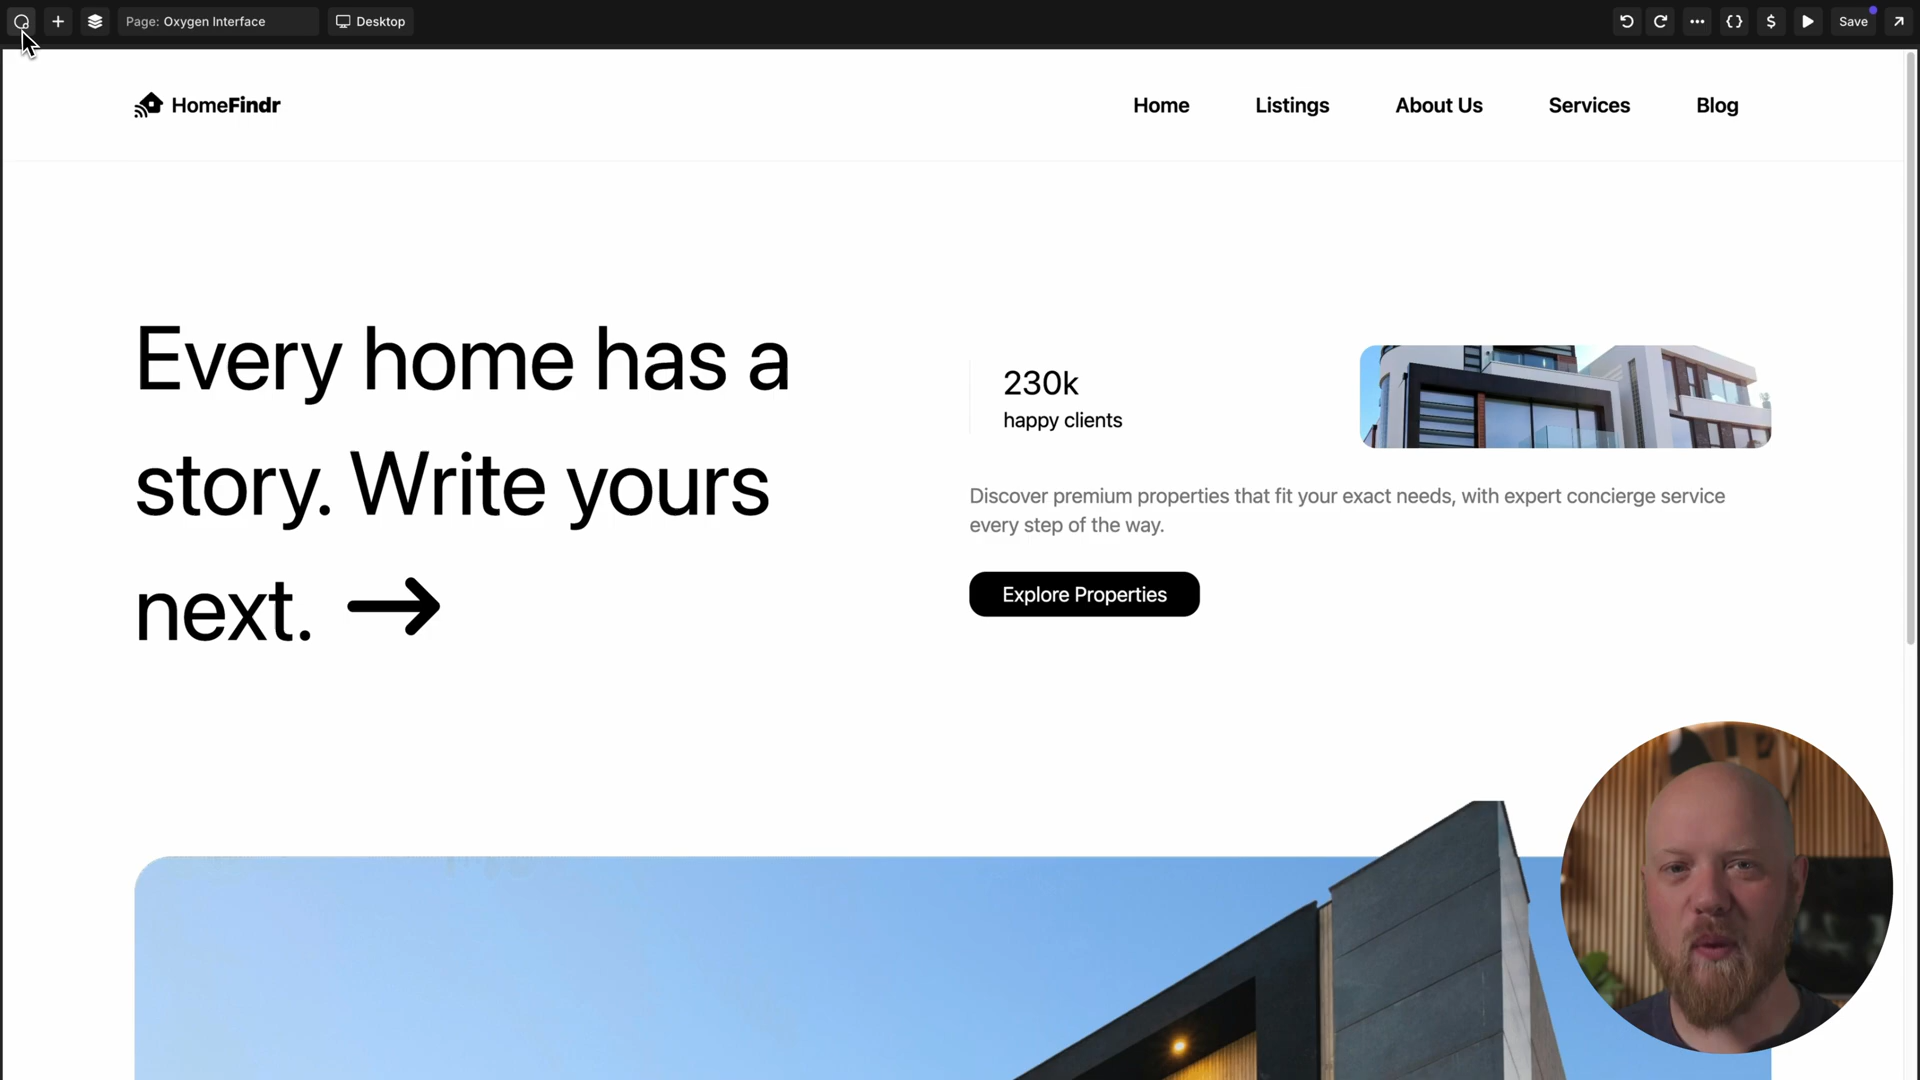 Page: Oxygen Interface
Desktop
Save
HomeFindr
Home
Listings
About Us
Services
Blog
Every home has a
story. Write yours
next.
230k
happy clients
Discover premium properties that fit your exact needs, with expert concierge service
every step of the way.
Explore Properties